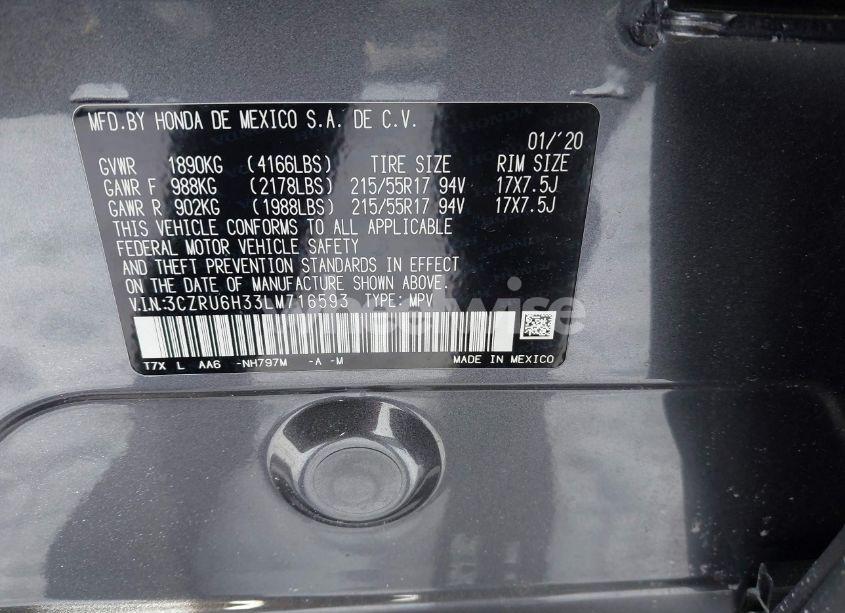 MFD.BY HONDA DE MEXICO S.A. DE C.V.
01/'20
GVWR 1890KG (4166LBS) TIRE SIZE RIM SIZE
GAWR F 988KG (2178LBS) 215/55R17 94V 17X7.5J
GAWR R 902KG (1988LBS) 215/55R17 94V 17X7.5J
THIS VEHICLE CONFORMS TO ALL APPLICABLE
FEDERAL MOTOR VEHICLE SAFETY
AND THEFT PREVENTION STANDARDS IN EFFECT
ON THE DATE OF MANUFACTURE SHOWN ABOVE.
V.I.N:3CZRU6H33LM716593 TYPE: MPV
wheelwise
T7X L AA6 -NH797M -A -M MADE IN MEXICO